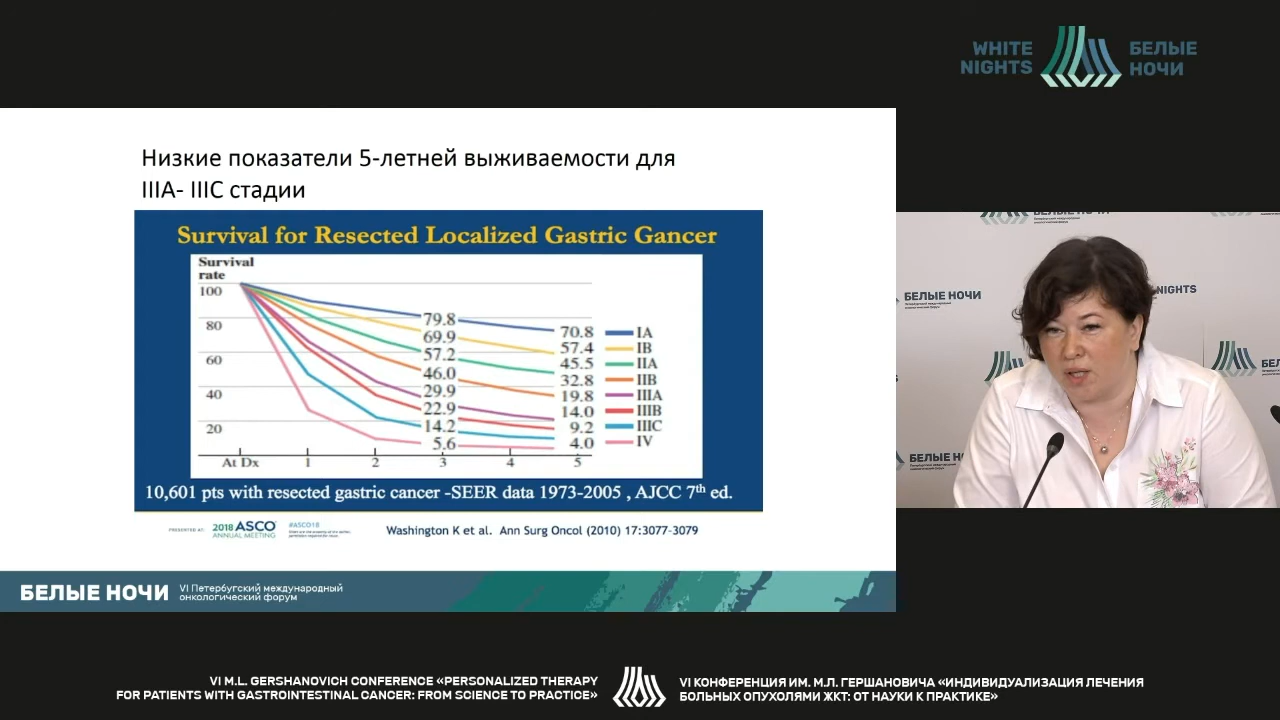 WHITE
NIGHTS
БЕЛЫЕ
НОЧИ
Низкие показатели 5-летней выживаемости для
IIIA- IIIC стадии
Survival for Resected Localized Gastric Gancer
Survival
rate
100
80
60
40
20
79.8
69.9
57.2
46.0
29.9
22.9
14.2
5.6
70.8
57.4
45.5
32.8
19.8
14.0
9.2
4.0
IA
IB
IIA
IIB
IIIA
IIIB
IIIC
IV
At Dx 1 2 3 4 5
10,601 pts with resected gastric cancer -SEER data 1973-2005 , AJCC 7th ed.
PRESENTED AT:
2018 ASCO
ANNUAL MEETING
#ASCO18
Washington K et al. Ann Surg Oncol (2010) 17:3077-3079
БЕЛЫЕ НОЧИ
VI Петербугский международный
онкологический форум
БЕЛЫЕ НОЧИ
NIGHTS
БЕЛЫЕ
VI M.L. GERSHANOVICH CONFERENCE «PERSONALIZED THERAPY
FOR PATIENTS WITH GASTROINTESTINAL CANCER: FROM SCIENCE TO PRACTICE»
VI КОНФЕРЕНЦИЯ ИМ. М.Л. ГЕРШАНОВИЧА «ИНДИВИДУАЛИЗАЦИЯ ЛЕЧЕНИЯ
БОЛЬНЫХ ОПУХОЛЯМИ ЖКТ: ОТ НАУКИ К ПРАКТИКЕ»